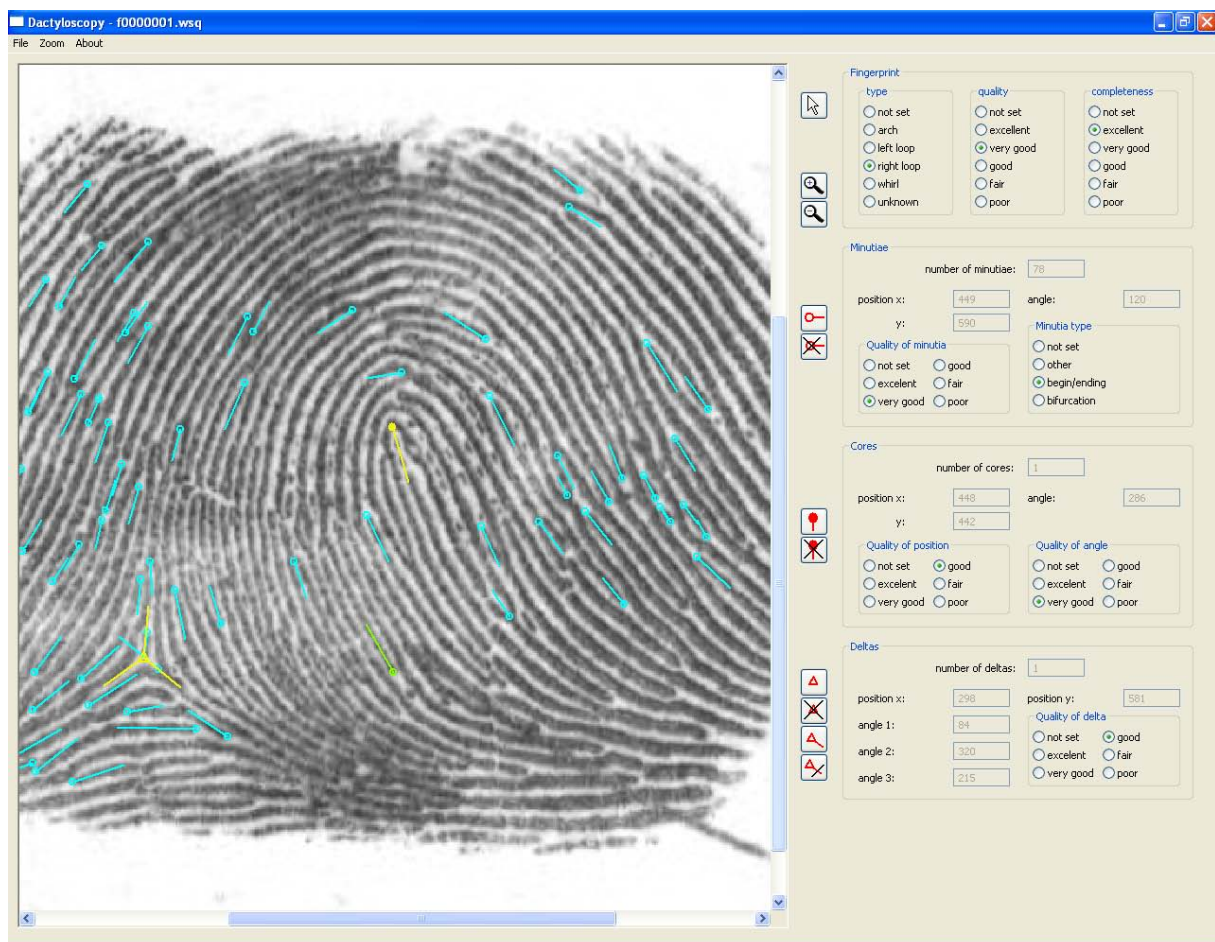 Dactyloscopy - f0000001.wsq
File Zoom About
Fingerprint
type quality completeness
not set not set not set
arch excellent excellent
left loop very good very good
right loop good good
whirl fair fair
unknown poor poor
Minutiae
number of minutiae: 78
position x: 449 angle: 120
y: 590
Minutia type
Quality of minutia not set
not set good other
excelent fair begin/ending
very good poor bifurcation
Cores
number of cores: 1
position x: 448 angle: 286
y: 442
Quality of position Quality of angle
not set good not set good
excelent fair excelent fair
very good poor very good poor
Deltas
number of deltas: 1
position x: 298 position y: 581
Quality of delta
angle 1: 84 not set good
angle 2: 320 excelent fair
angle 3: 215 very good poor